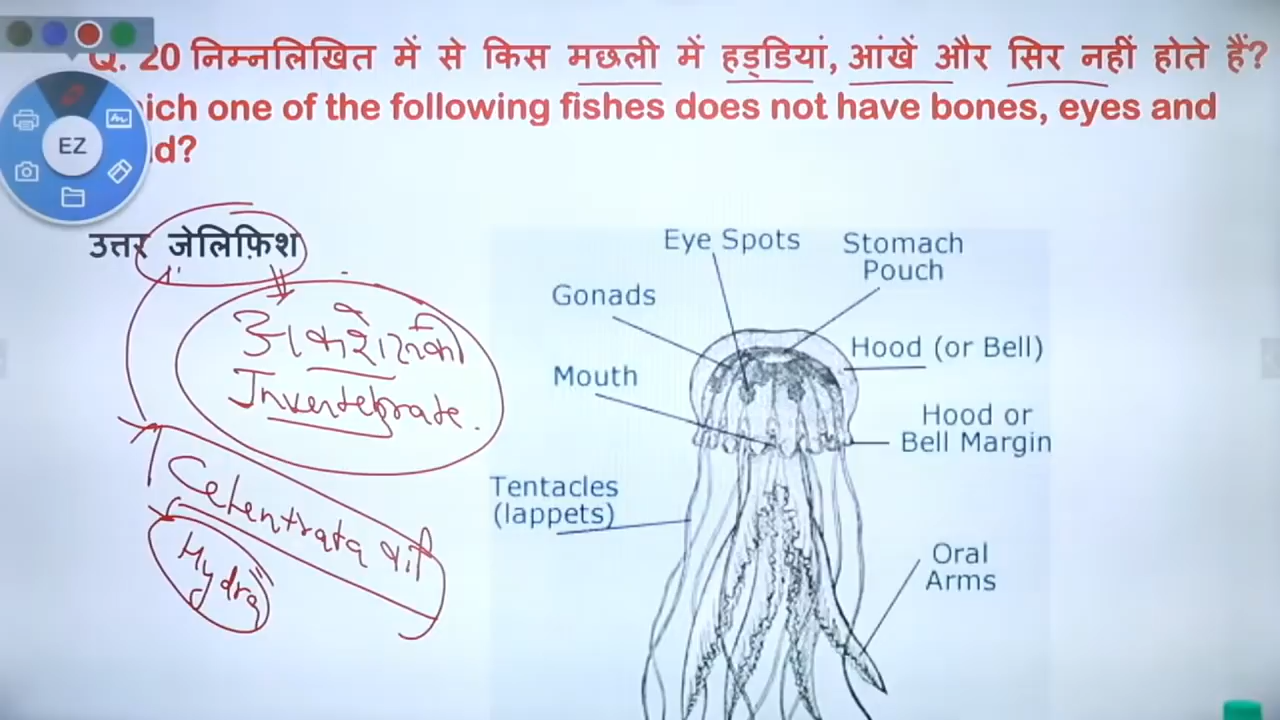 Q. 20 निम्नलिखित में से किस मछली में हड्डियां, आंखें और सिर नहीं होते हैं?
ich one of the following fishes does not have bones, eyes and
d?
EZ
उत्तर जेलिफ़िश
Invertebrate.
Hydra
Eye Spots
Stomach
Pouch
Gonads
Hood (or Bell)
Mouth
Hood or
Bell Margin
Tentacles
(lappets)
Oral
Arms